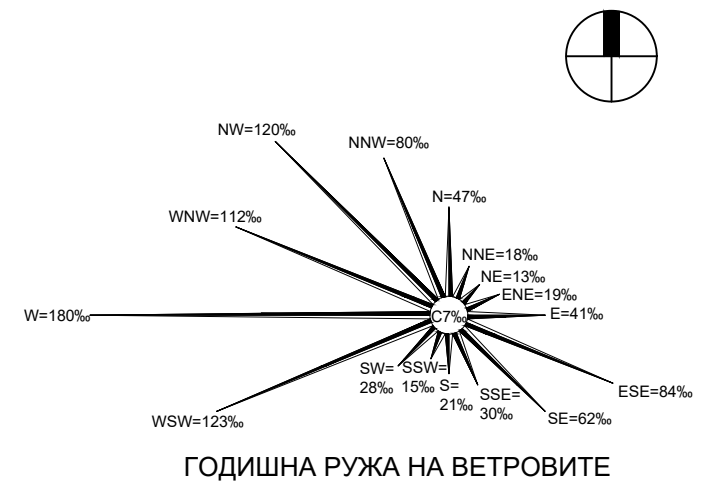 NW=120‰
NNW=80‰
N=47‰
WNW=112‰
NNE=18‰
NE=13‰
ENE=19‰
W=180‰
C7‰
E=41‰
SW=
28‰
SSW=
15‰
S=
21‰
SSE=
30‰
ESE=84‰
WSW=123‰
SE=62‰
ГОДИШНА РУЖА НА ВЕТРОВИТЕ